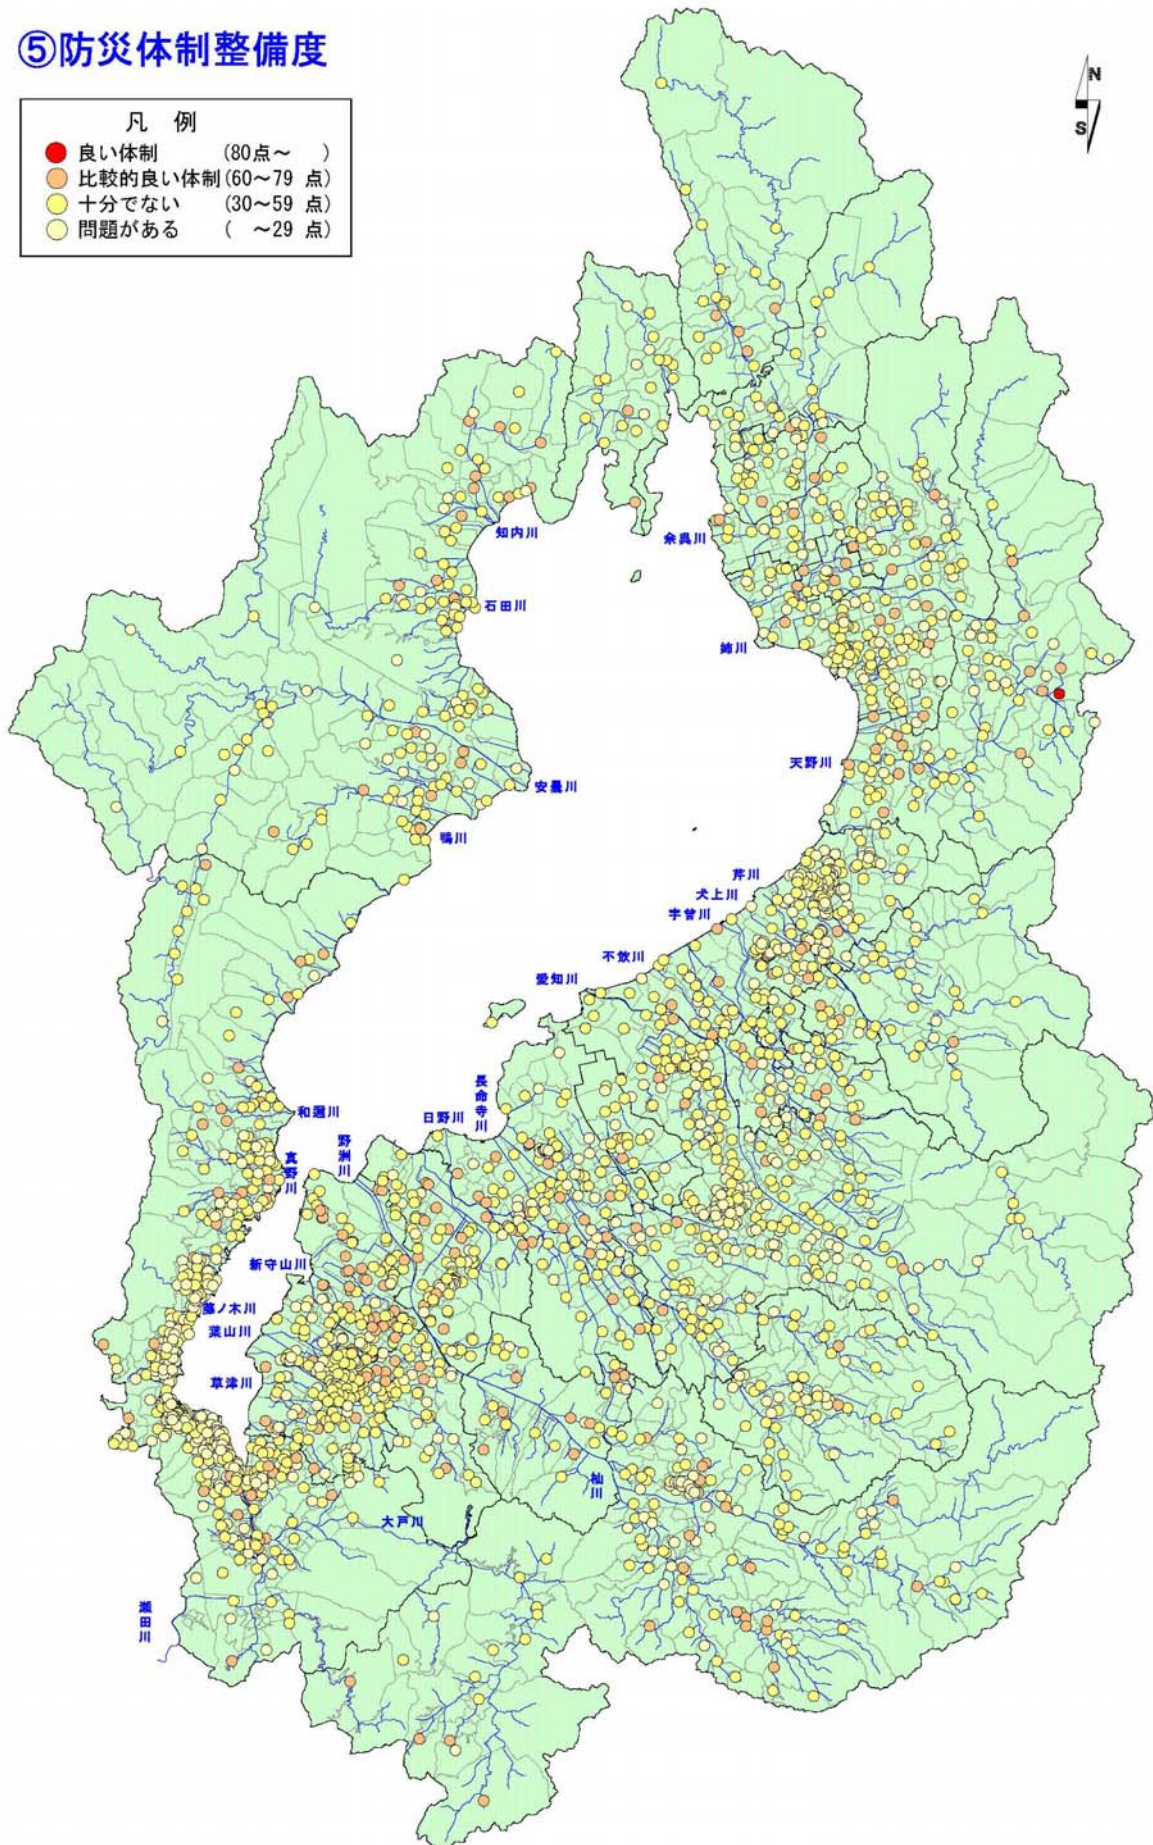 ⑤防災体制整備度
凡 例
良い体制 (80点～ )
比較的良い体制(60～79 点)
十分でない (30～59 点)
問題がある ( ～29 点)
N
S
知内川
余呉川
石田川
姉川
天野川
安曇川
鴨川
芹川
犬上川
宇曽川
不飲川
愛知川
長命寺川
日野川
和邇川
野洲川
真野川
新守山川
藤ノ木川
葉山川
草津川
杣川
大戸川
瀬田川